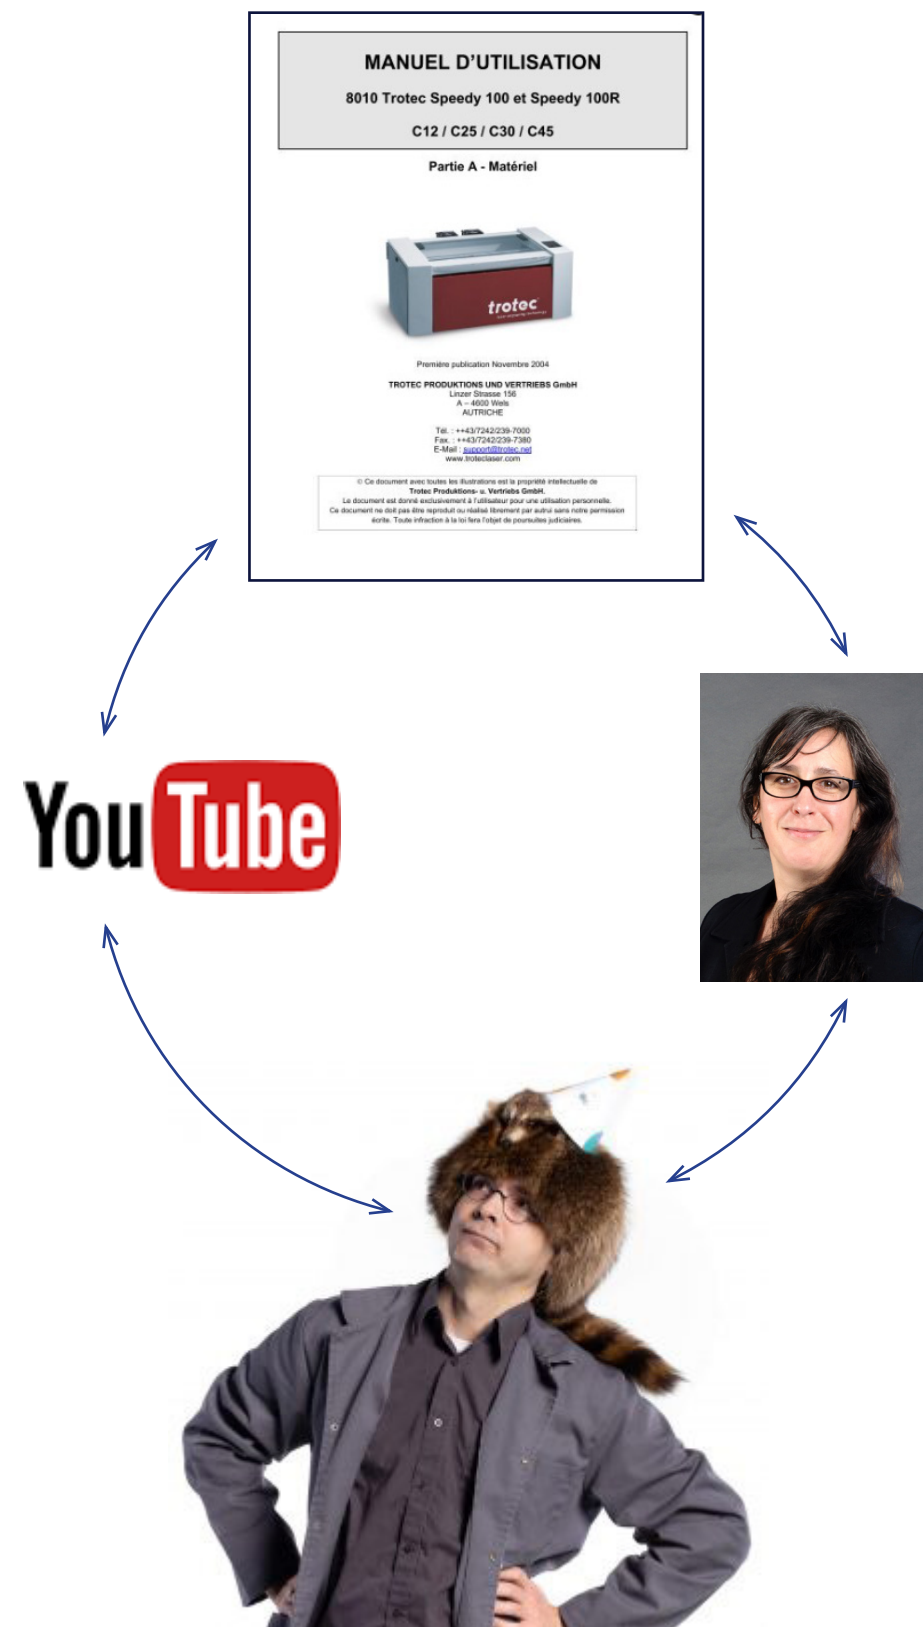 MANUEL D'UTILISATION
8010 Trotec Speedy 100 et Speedy 100R
C12 / C25 / C30 / C45
Partie A - Matériel
trotec
Première publication Novembre 2004
TROTEC PRODUKTIONS UND VERTRIEBS GmbH
Linzer Strasse 156
A – 4600 Wels
AUTRICHE
Tél. : ++43/7242/239-7000
Fax. : ++43/7242/239-7380
E-Mail : support@trotec.net
www.troteclaser.com
© Ce document avec toutes les illustrations est la propriété intellectuelle de
Trotec Produktions- u. Vertriebs GmbH.
Le document est donné exclusivement à l'utilisateur pour une utilisation personnelle.
Ce document ne doit pas être reproduit ou réalisé librement par autrui sans notre permission
écrite. Toute infraction à la loi fera l'objet de poursuites judiciaires.
YouTube